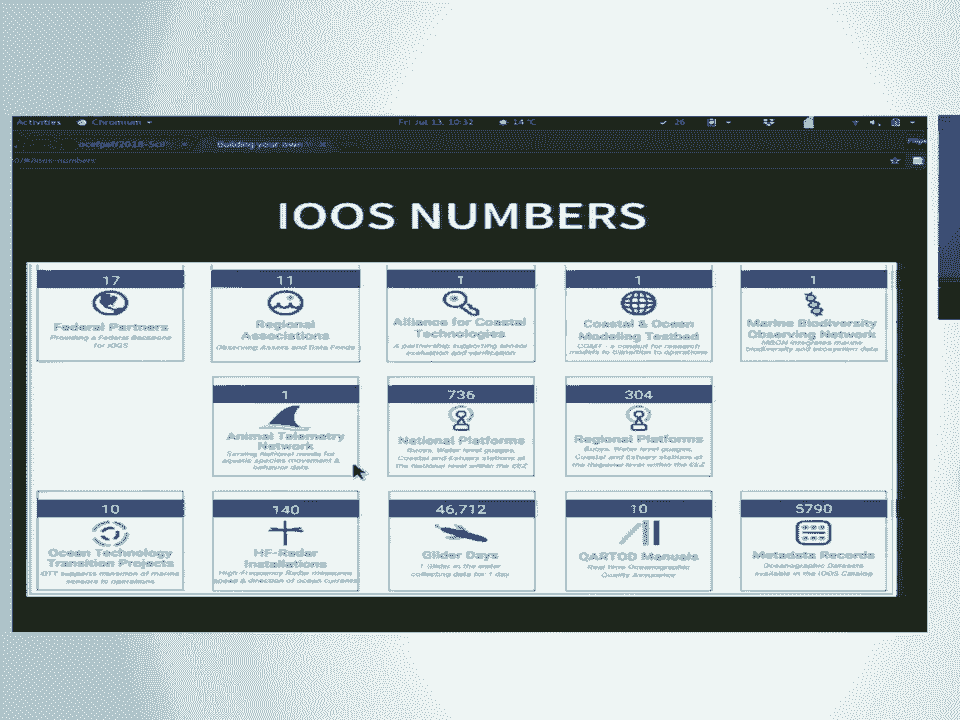 Activities Chromium Fri Jul 13, 10:32 14 °C 26
ocefpaf/2018-SciP Building your own
0/#/ioos-numbers
IOOS NUMBERS
17 11 1 1 1
Federal Partners
Providing a Federal Backbone
for IOOS
Regional
Associations
Observing Assets and Data Feeds
Alliance for Coastal
Technologies
A partnership supporting sensor
evaluation and verification
Coastal & Ocean
Modeling Testbed
COMT - a conduit for research
models to transition to operations
Marine Biodiversity
Observing Network
MBON integrates marine
biodiversity and ecosystem data
1 736 304
Animal Telemetry
Network
Serving National needs for
aquatic species movement &
behavior data.
National Platforms
Buoys, Water level guages,
Coastal and Estuary stations at
the National level within the EEZ
Regional Platforms
Buoys, Water level guages,
Coastal and Estuary stations at
the Regional level within the EEZ
10 140 46,712 10 5790
Ocean Technology
Transition Projects
OTT supports transition of marine
sensors to operations
HF-Radar
Installations
High-Frequency Radar measures
speed & direction of ocean currents
Glider Days
1 Glider in the water
collecting data for 1 day
QARTOD Manuals
Real time Oceanographic
Quality Assurance
Metadata Records
Oceanographic Datasets
available in the IOOS Catalog